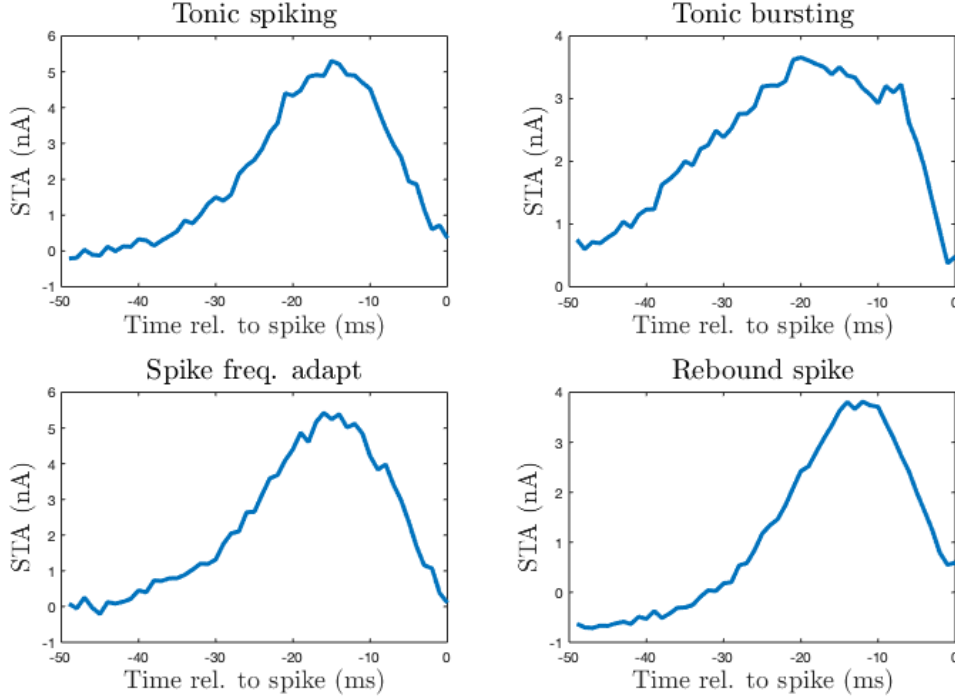 Tonic spiking
STA (nA)
6
5
4
3
2
1
0
-1
-50 -40 -30 -20 -10 0
Time rel. to spike (ms)
Tonic bursting
STA (nA)
4
3
2
1
0
-50 -40 -30 -20 -10 0
Time rel. to spike (ms)
Spike freq. adapt
STA (nA)
6
5
4
3
2
1
0
-1
-50 -40 -30 -20 -10 0
Time rel. to spike (ms)
Rebound spike
STA (nA)
4
3
2
1
0
-1
-50 -40 -30 -20 -10 0
Time rel. to spike (ms)